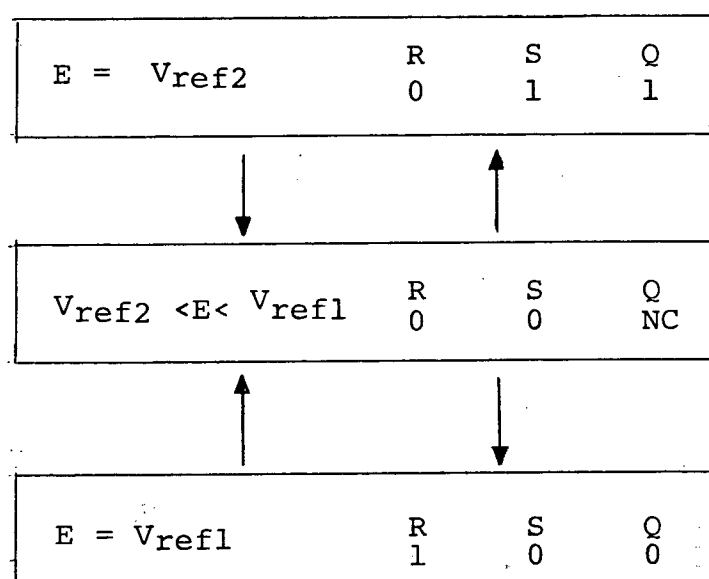 R S Q
E = Vref2 0 1 1
R S Q
Vref2 <E< Vref1 0 0 NC
R S Q
E = Vref1 1 0 0